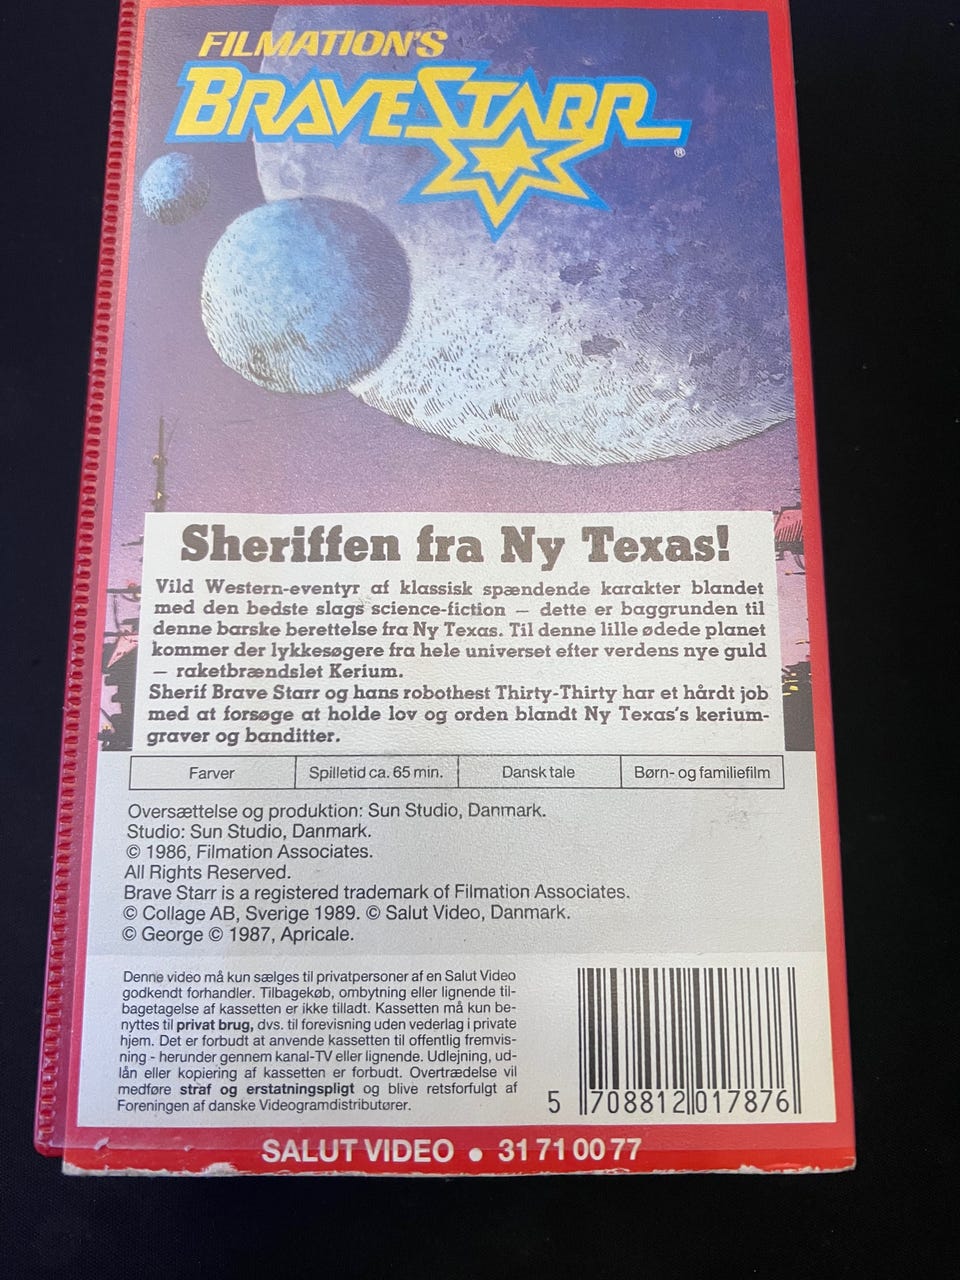 FILMATION'S
BRAVESTARR
®
Sheriffen fra Ny Texas!
Vild Western-eventyr af klassisk spændende karakter blandet
med den bedste slags science-fiction — dette er baggrunden til
denne barske berettelse fra Ny Texas. Til denne lille ødede planet
kommer der lykkesøgere fra hele universet efter verdens nye guld
— raketbrændslet Kerium.
Sherif Brave Starr og hans robothest Thirty-Thirty har et hårdt job
med at forsøge at holde lov og orden blandt Ny Texas's kerium-
graver og banditter.
Farver Spilletid ca. 65 min. Dansk tale Børn- og familiefilm
Oversættelse og produktion: Sun Studio, Danmark.
Studio: Sun Studio, Danmark.
© 1986, Filmation Associates.
All Rights Reserved.
Brave Starr is a registered trademark of Filmation Associates.
© Collage AB, Sverige 1989. © Salut Video, Danmark.
© George © 1987, Apricale.
Denne video må kun sælges til privatpersoner af en Salut Video
godkendt forhandler. Tilbagekøb, ombytning eller lignende til-
bagetagelse af kassetten er ikke tilladt. Kassetten må kun be-
nyttes til privat brug, dvs. til forevisning uden vederlag i private
hjem. Det er forbudt at anvende kassetten til offentlig fremvis-
ning - herunder gennem kanal-TV eller lignende. Udlejning, ud-
lån eller kopiering af kassetten er forbudt. Overtrædelse vil
medføre straf og erstatningspligt og blive retsforfulgt af
Foreningen af danske Videogramdistributører.
5 708812 017876
SALUT VIDEO • 31 71 00 77